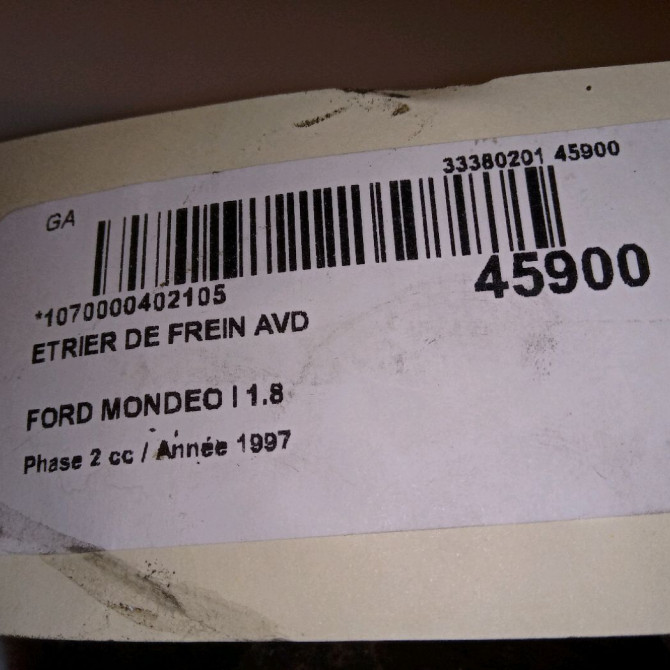 33380201 45900
GA
45900
*1070000402105
ETRIER DE FREIN AVD
FORD MONDEO I 1.8
Phase 2 cc / Année 1997